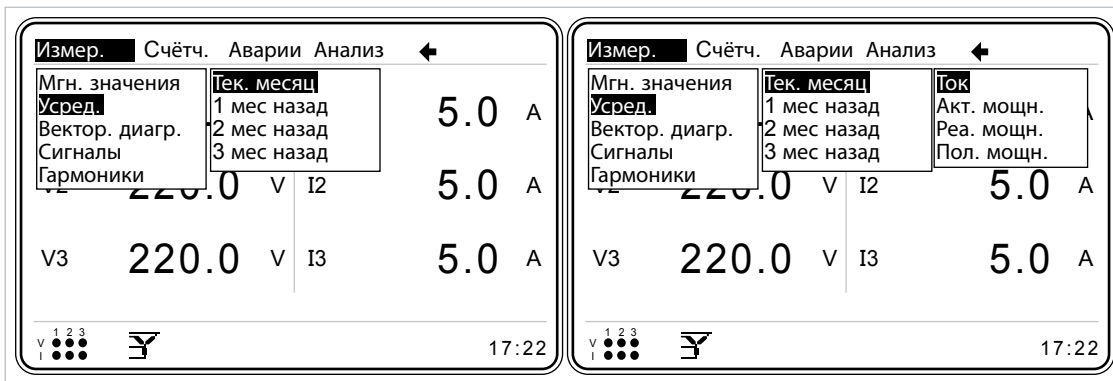 Измер. Счётч. Аварии Анализ
Мгн. значения
Усред.
Вектор. диагр.
Сигналы
Гармоники
Тек. месяц
1 мес назад
2 мес назад
3 мес назад
5.0 A
V2 220.0 V I2 5.0 A
V3 220.0 V I3 5.0 A
1 2 3
V
I
17:22
Измер. Счётч. Аварии Анализ
Мгн. значения
Усред.
Вектор. диагр.
Сигналы
Гармоники
Тек. месяц
1 мес назад
2 мес назад
3 мес назад
Ток
Акт. мощн.
Реа. мощн.
Пол. мощн.
V2 220.0 V I2 5.0 A
V3 220.0 V I3 5.0 A
1 2 3
V
I
17:22